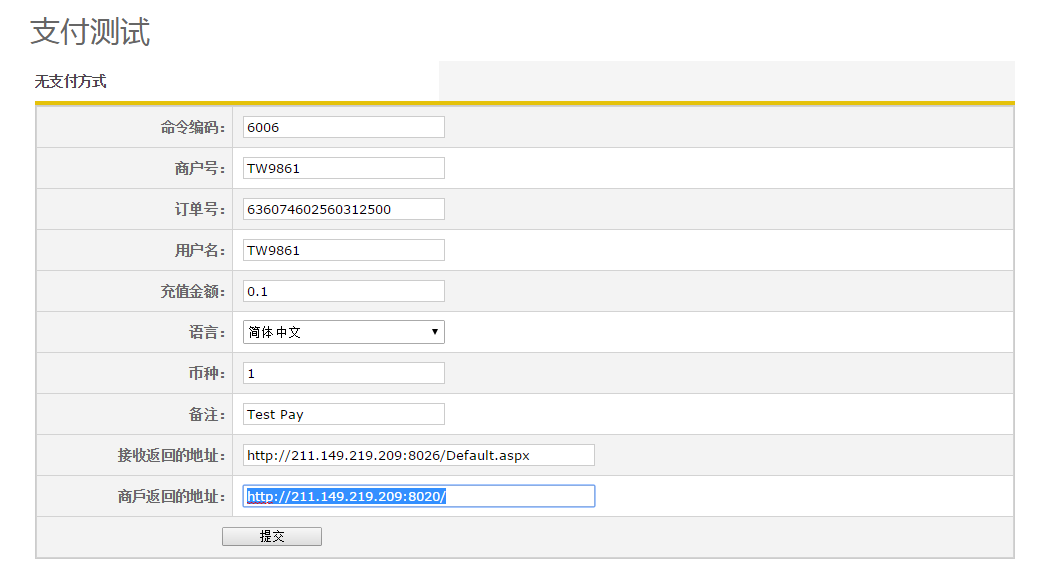 支付测试
无支付方式
命令编码： 6006
商户号： TW9861
订单号： 636074602560312500
用户名： TW9861
充值金额： 0.1
语言： 简体中文
币种： 1
备注： Test Pay
接收返回的地址： http://211.149.219.209:8026/Default.aspx
商戶返回的地址： http://211.149.219.209:8020/
提交